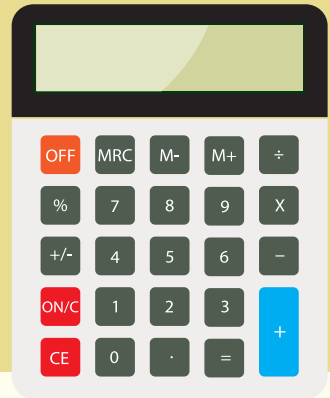 OFF MRC M- M+ ÷
% 7 8 9 X
+/- 4 5 6 −
ON/C 1 2 3 +
CE 0 . =